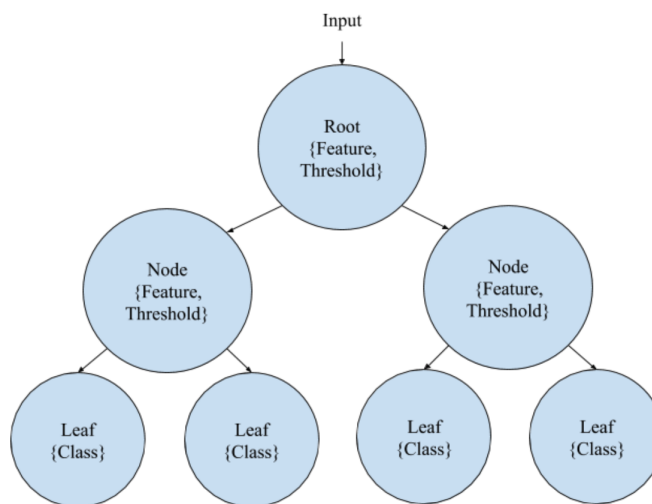 Input
Root
{Feature,
Threshold}
Node
{Feature,
Threshold}
Node
{Feature,
Threshold}
Leaf
{Class}
Leaf
{Class}
Leaf
{Class}
Leaf
{Class}